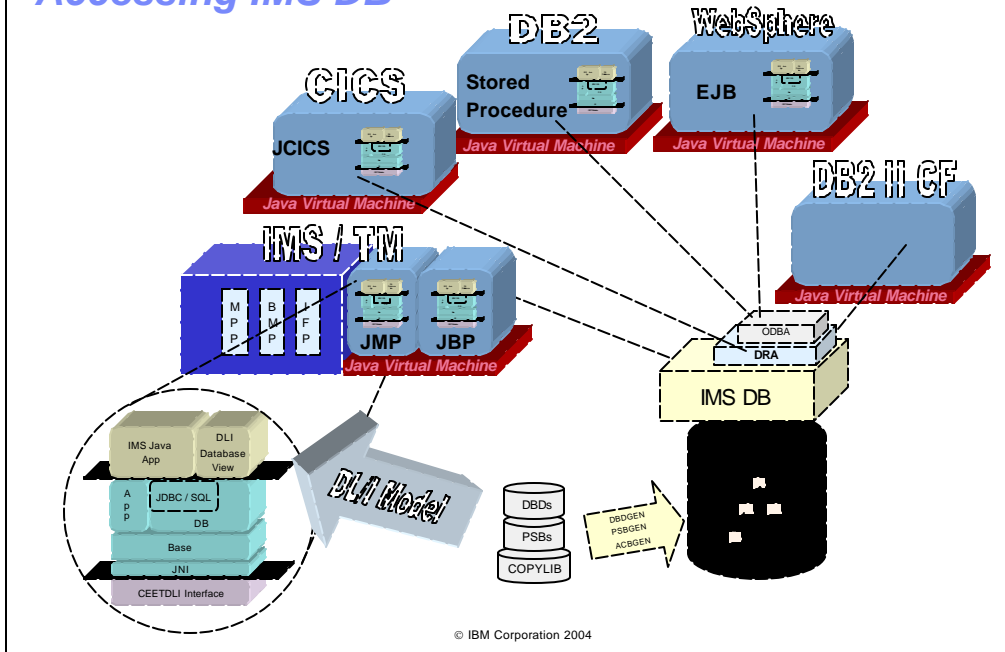 Accessing IMS DB
DB2
WebSphere
CICS
Stored
Procedure
EJB
Java Virtual Machine
Java Virtual Machine
JCICS
DB2 II CF
Java Virtual Machine
IMS / TM
Java Virtual Machine
M
P
P
B
M
P
I
F
P
JMP
JBP
Java Virtual Machine
ODBA
DRA
IMS DB
IMS Java
App
DLI
Database
View
A
p
p
JDBC / SQL
DB
Base
JNI
CEETDLI Interface
DLI Model
DBDs
PSBs
COPYLIB
DBDGEN
PSBGEN
ACBGEN
© IBM Corporation 2004